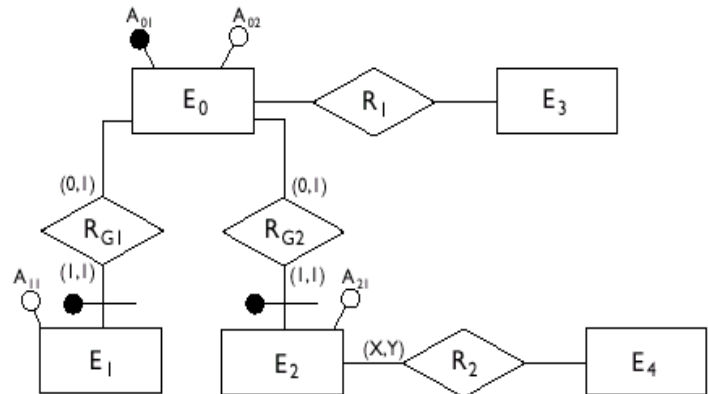 A01 A02
E0 R1 E3
(0,1) (0,1)
RG1 RG2
(1,1) (1,1)
A11 A21
E1 E2 (X,Y) R2 E4